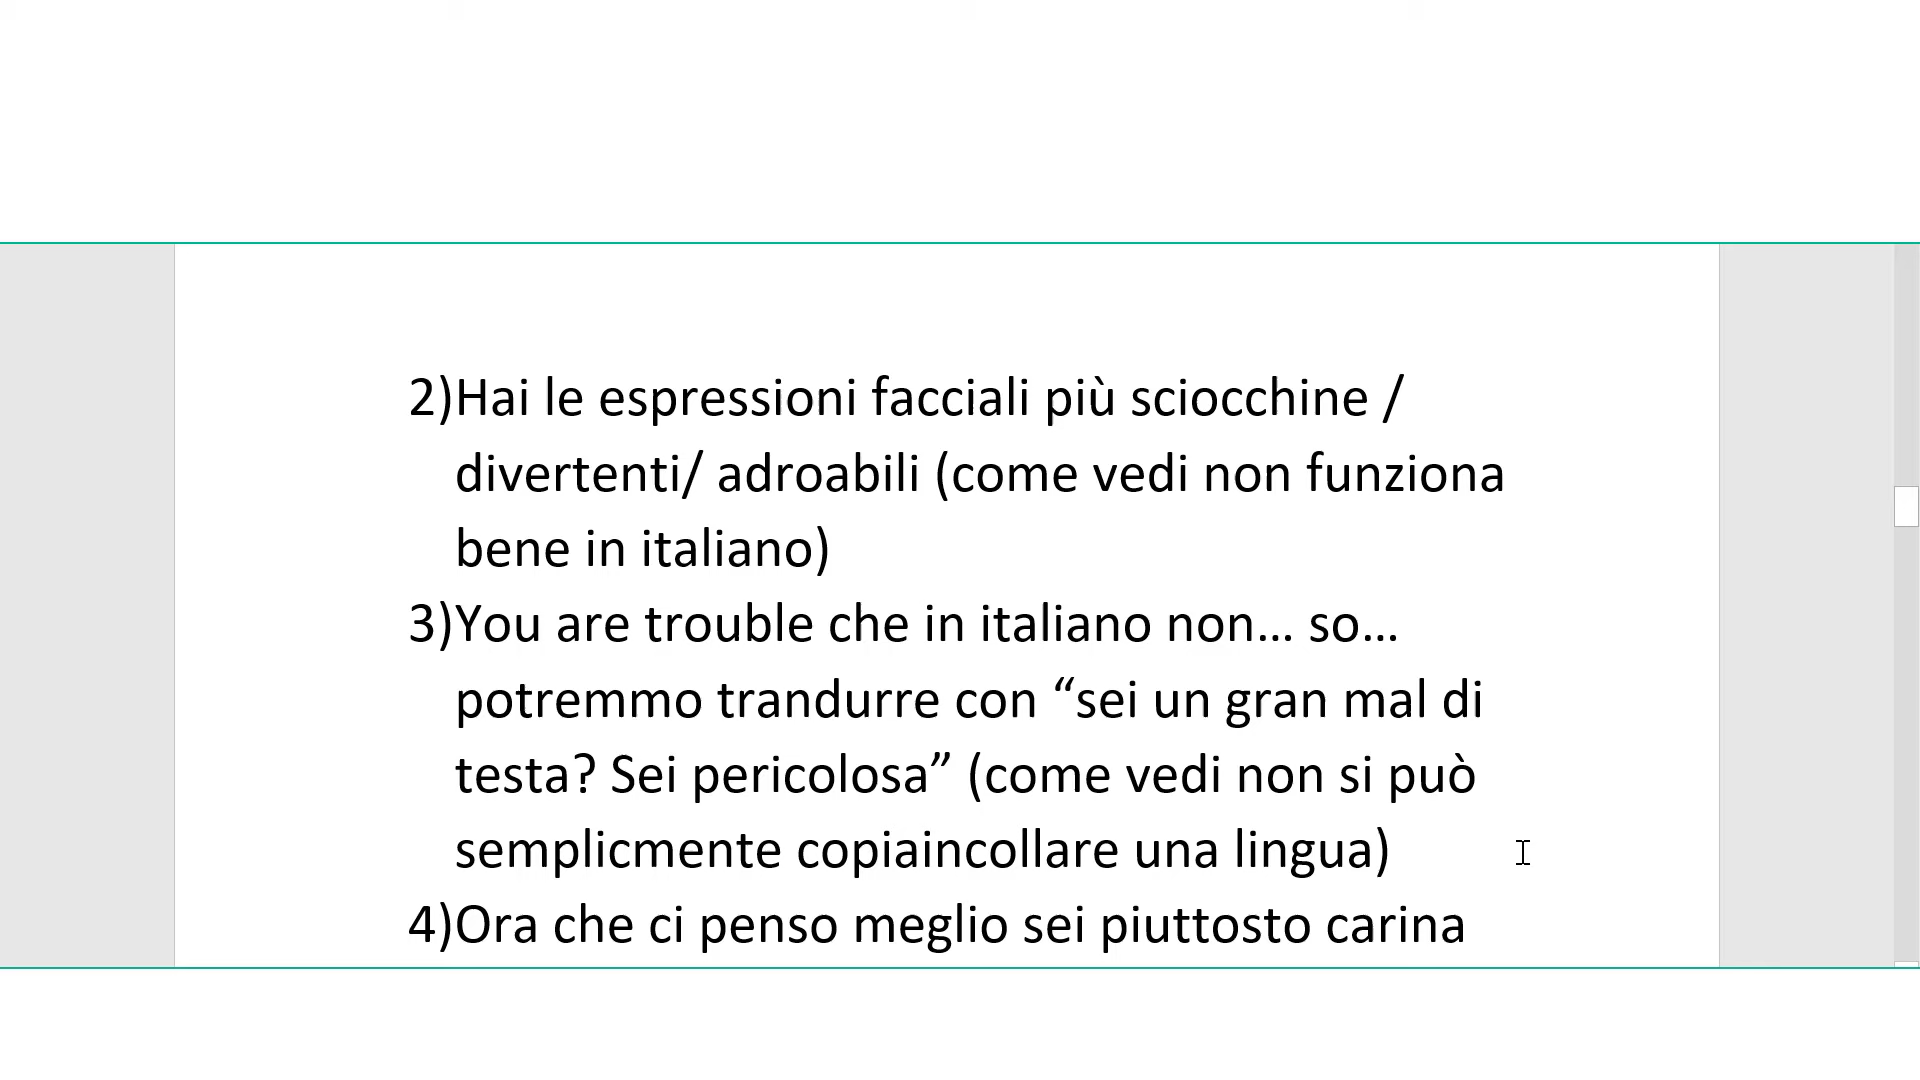 2)Hai le espressioni facciali più sciocchine /
divertenti/ adroabili (come vedi non funziona
bene in italiano)
3)You are trouble che in italiano non… so…
potremmo trandurre con “sei un gran mal di
testa? Sei pericolosa” (come vedi non si può
semplicmente copiaincollare una lingua)
4)Ora che ci penso meglio sei piuttosto carina